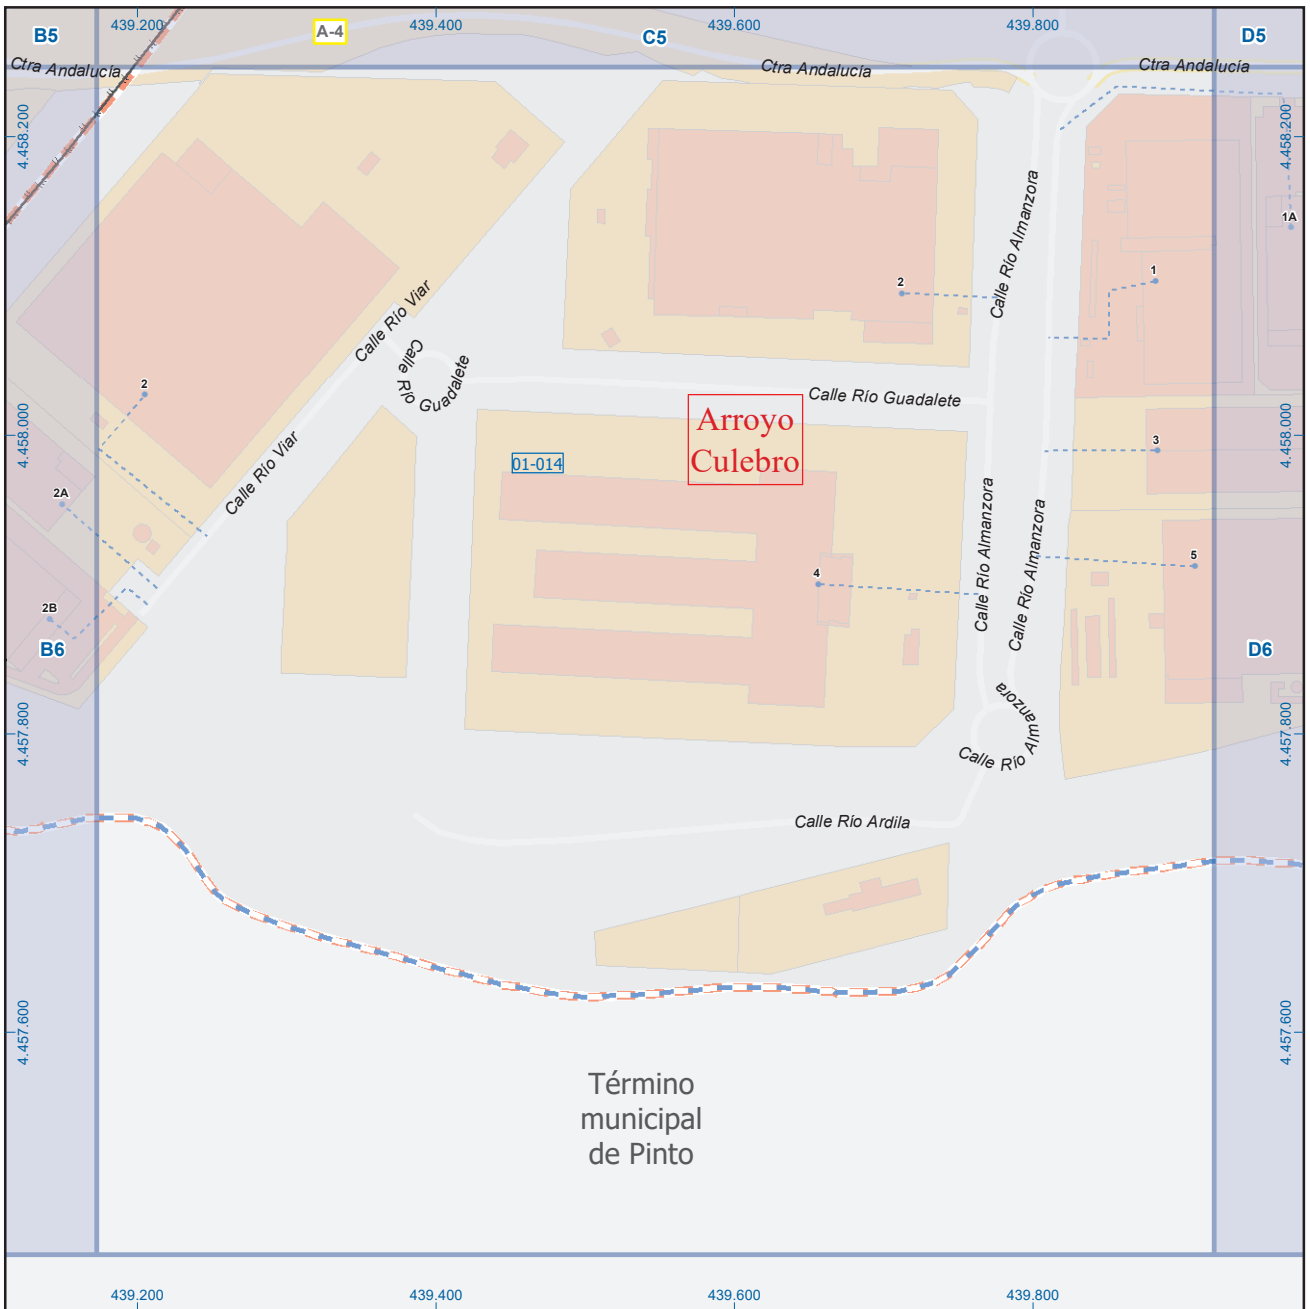 439.200
439.400
439.600
439.800
B5
A-4
C5
D5
Ctra Andalucía
Ctra Andalucía
Ctra Andalucía
4.458.200
4.458.200
1A
Calle Río Almanzora
1
2
Calle Río Viar
Calle Río Guadalete
2
Calle Río Guadalete
Arroyo
Culebro
4.458.000
4.458.000
3
01-014
Calle Río Viar
2A
Calle Río Almanzora
Calle Río Almanzora
5
4
2B
B6
D6
Calle Río Almanzora
4.457.800
4.457.800
Calle Río Ardila
4.457.600
4.457.600
Término
municipal
de Pinto
439.200
439.400
439.600
439.800